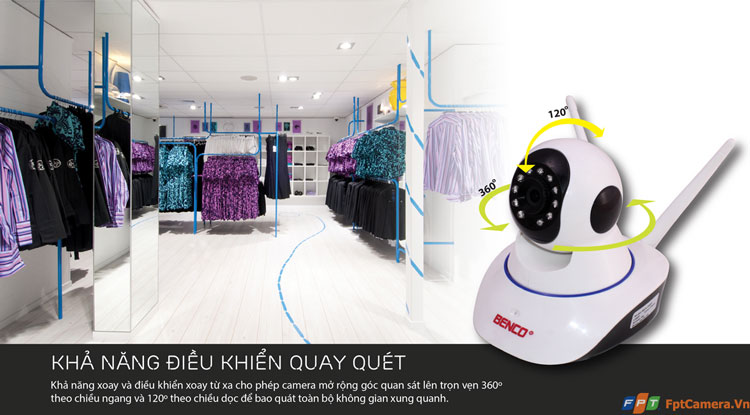 120°
360°
BENCO®
KHẢ NĂNG ĐIỀU KHIỂN QUAY QUÉT
Khả năng xoay và điều khiển xoay từ xa cho phép camera mở rộng góc quan sát lên trọn vẹn 360º
theo chiều ngang và 120º theo chiều dọc để bao quát toàn bộ không gian xung quanh.
FPT FptCamera.Vn